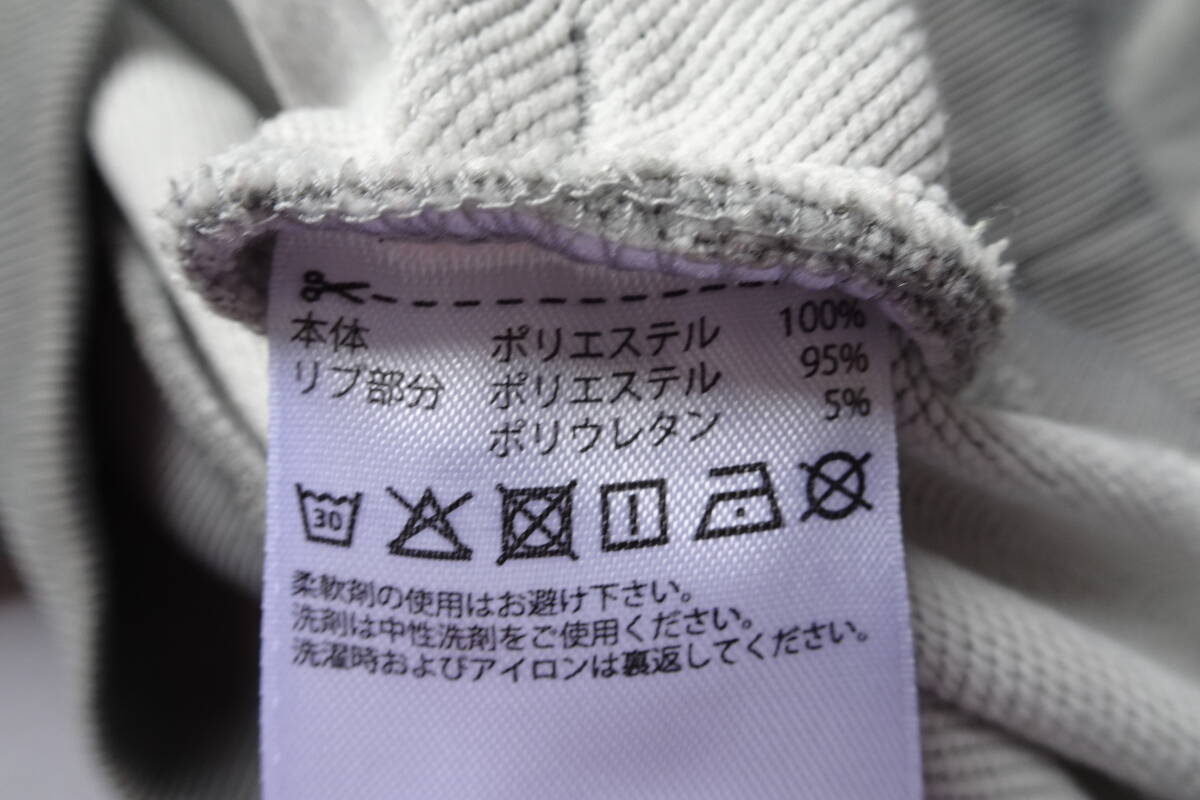 本体 ポリエステル 100%
リブ部分 ポリエステル 95%
ポリウレタン 5%
30
柔軟剤の使用はお避け下さい。
洗剤は中性洗剤をご使用ください。
洗濯時およびアイロンは裏返してください。